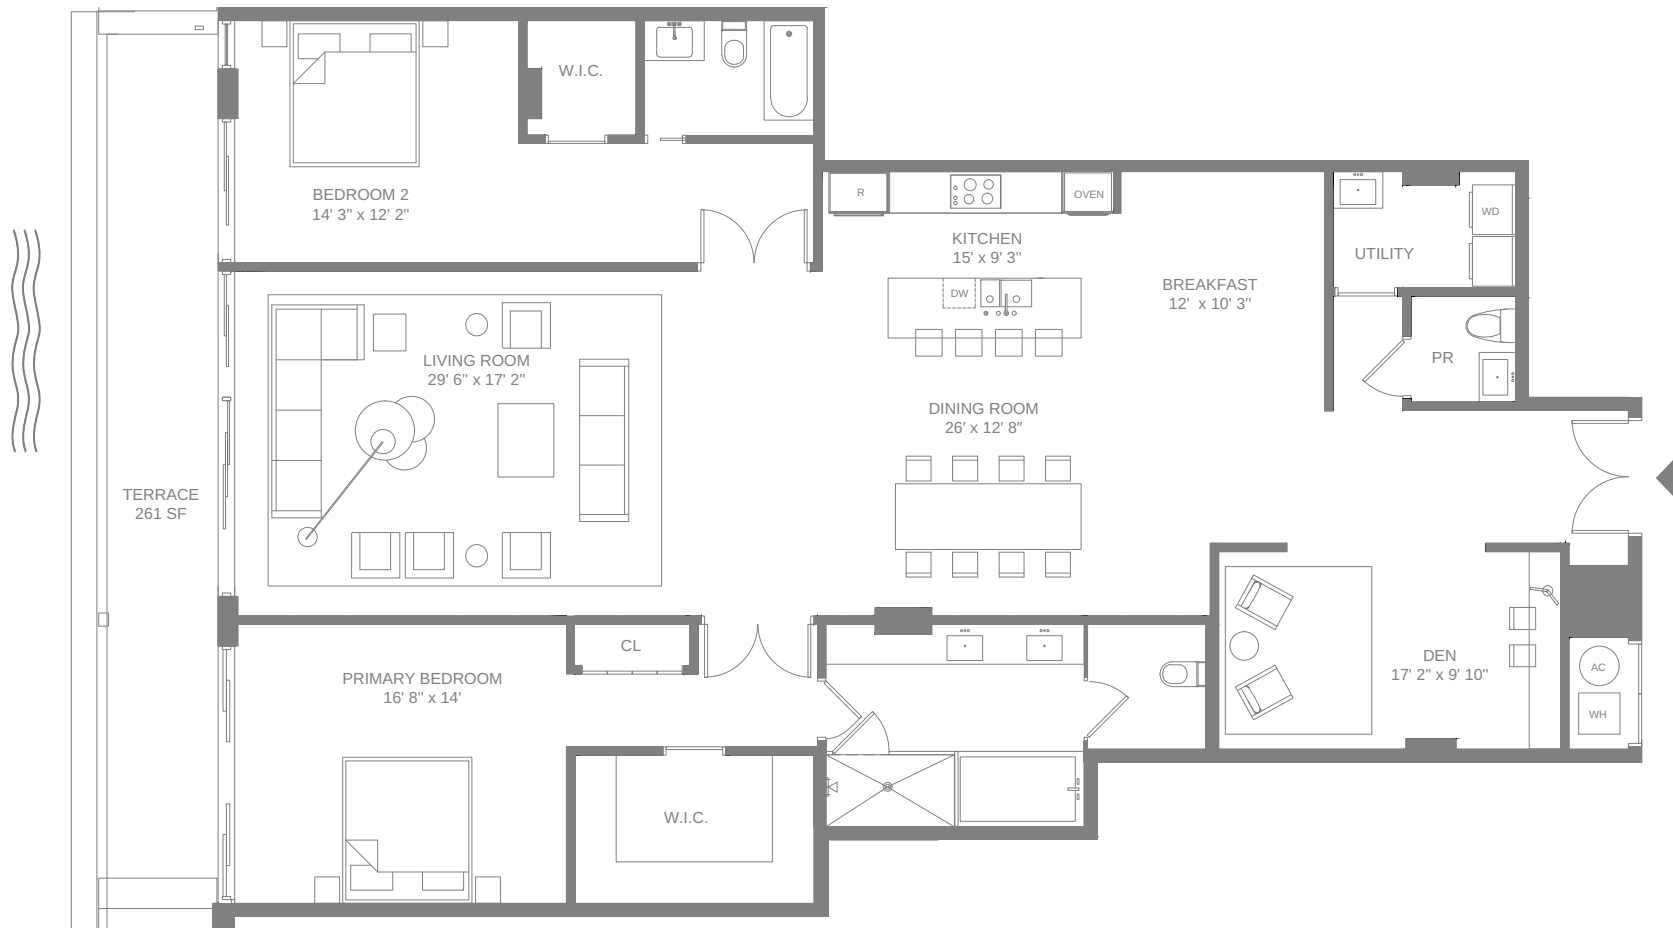 W.I.C.
BEDROOM 2
14' 3" x 12' 2"
R
OVEN
WD
KITCHEN
15' x 9' 3"
UTILITY
DW
BREAKFAST
12' x 10' 3"
LIVING ROOM
29' 6" x 17' 2"
PR
DINING ROOM
26′ x 12′ 8″
TERRACE
261 SF
CL
PRIMARY BEDROOM
16' 8" x 14'
DEN
17' 2" x 9' 10"
AC
WH
W.I.C.